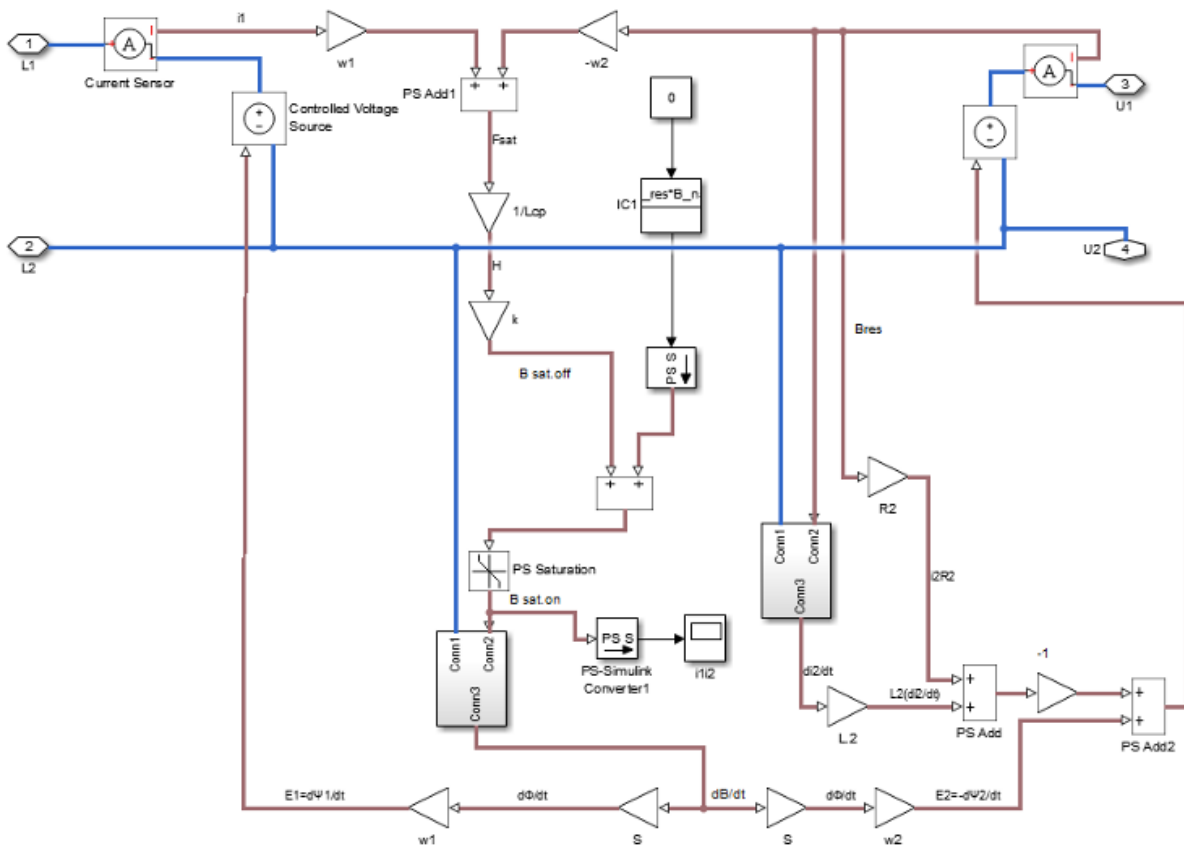 i1
1
L1
A
I
Current Sensor
w1
-w2
PS Add1
+
+
Controlled Voltage
Source
Fsat
0
I
A
3
U1
IC1
_res*B_n
1/Lcp
2
L2
H
U2
4
k
Bres
B sat.off
PS S
+
+
R2
PS Saturation
B sat.on
Conn1
Conn2
Conn3
i2R2
Conn1
Conn2
Conn3
PS S
PS-Simulink
Converter1
i1i2
di2/dt
L.2
L2(di2/dt)
+
+
PS Add
-1
+
+
PS Add2
E1=dΨ1/dt
w1
dΦ/dt
S
dB/dt
S
dΦ/dt
w2
E2=-dΨ2/dt